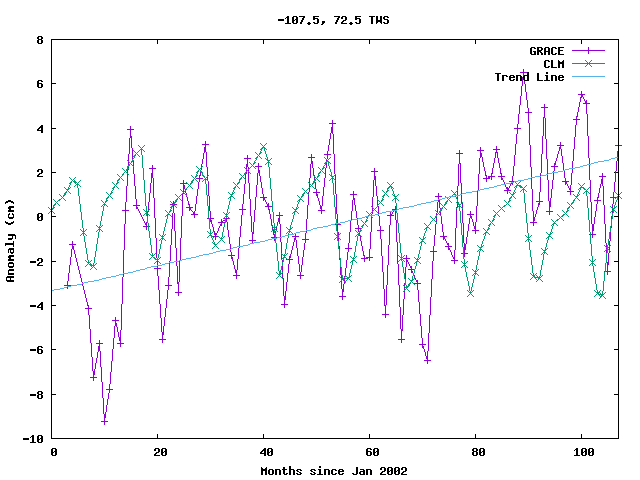 -107.5, 72.5 TWS
GRACE
CLM
Trend Line
8
6
4
2
0
-2
-4
-6
-8
-10
Anomaly (cm)
0 20 40 60 80 100
Months since Jan 2002